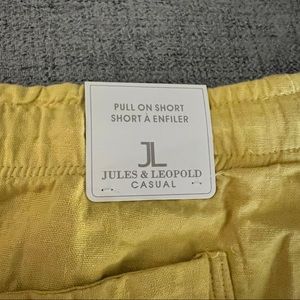 PULL ON SHORT
SHORT À ENFILER
JL
JULES & LEOPOLD
CASUAL